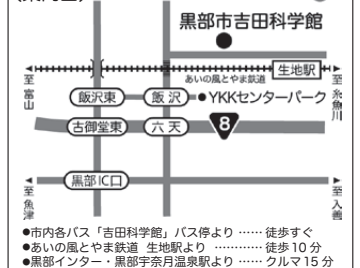 黒部市吉田科学館
生地駅
あいの風とやま鉄道
至富山
至糸魚川
飯沢東
飯沢
YKKセンターパーク
古御堂東
六天
8
黒部IC口
至魚津
至入善
●市内各バス「吉田科学館」バス停より …… 徒歩すぐ
●あいの風とやま鉄道 生地駅より ………… 徒歩10分
●黒部インター・黒部宇奈月温泉駅より …… クルマ15分